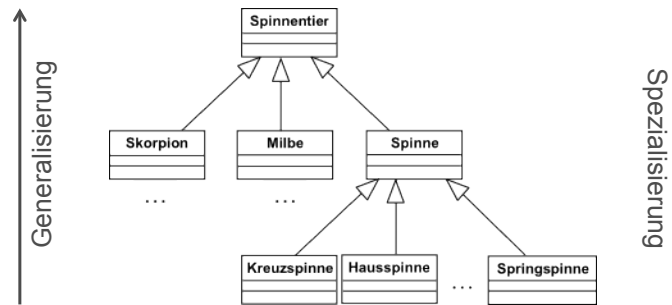 Spinnentier
Generalisierung
Spezialisierung
Skorpion
Milbe
Spinne
...
...
Kreuzspinne
Hausspinne
...
Springspinne